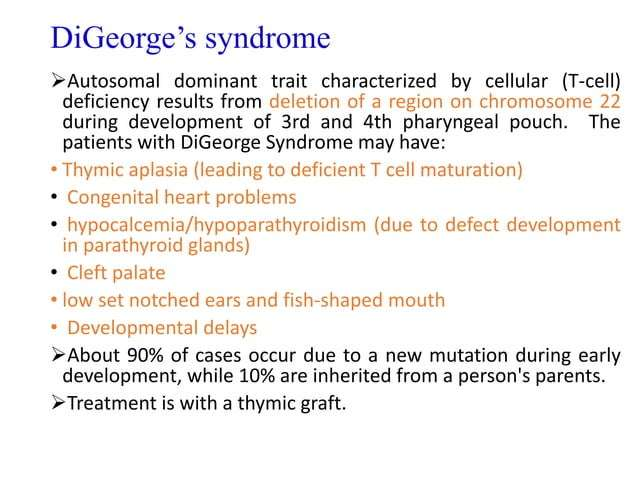 DiGeorge’s syndrome
➢Autosomal dominant trait characterized by cellular (T-cell)
deficiency results from deletion of a region on chromosome 22
during development of 3rd and 4th pharyngeal pouch. The
patients with DiGeorge Syndrome may have:
• Thymic aplasia (leading to deficient T cell maturation)
• Congenital heart problems
• hypocalcemia/hypoparathyroidism (due to defect development
in parathyroid glands)
• Cleft palate
• low set notched ears and fish-shaped mouth
• Developmental delays
➢About 90% of cases occur due to a new mutation during early
development, while 10% are inherited from a person's parents.
➢Treatment is with a thymic graft.